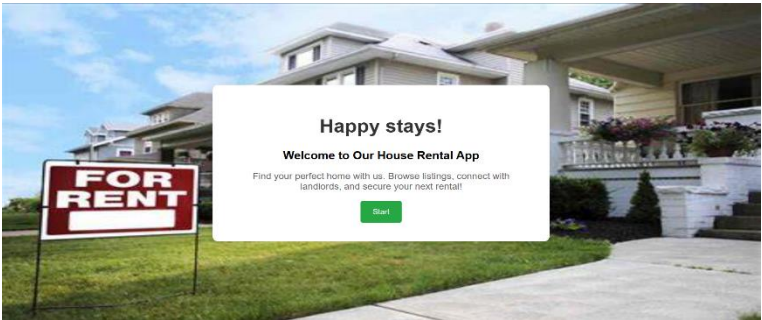 Happy stays!
Welcome to Our House Rental App
Find your perfect home with us. Browse listings, connect with
landlords, and secure your next rental!
Start
FOR
RENT